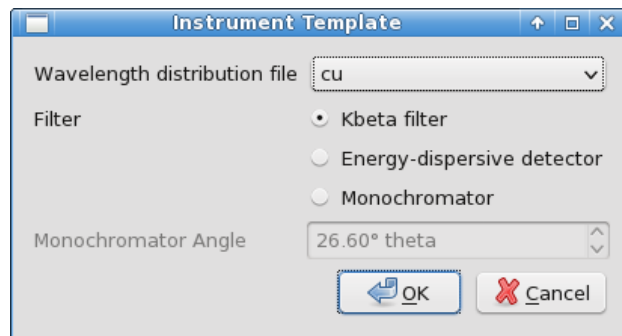 Instrument Template
Wavelength distribution file cu
Filter Kbeta filter
Energy-dispersive detector
Monochromator
Monochromator Angle 26.60° theta
OK Cancel